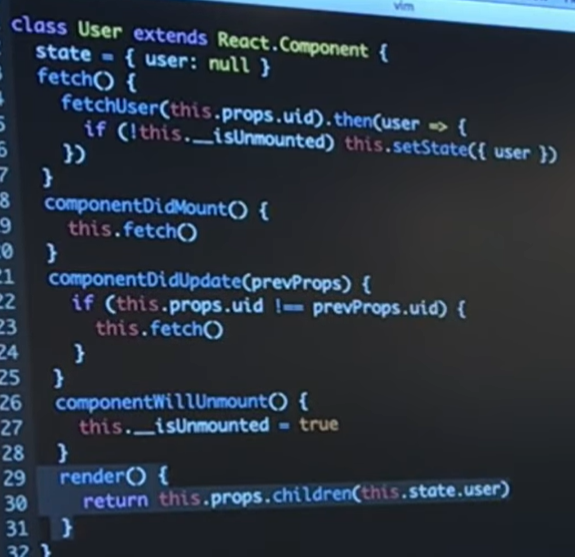 vim
class User extends React.Component {
state = { user: null }
fetch() {
fetchUser(this.props.uid).then(user => {
5 if (!this.__isUnmounted) this.setState({ user })
6 })
7 }
8 componentDidMount() {
9 this.fetch()
0 }
21 componentDidUpdate(prevProps) {
22 if (this.props.uid !== prevProps.uid) {
23 this.fetch()
24 }
25 }
26 componentWillUnmount() {
27 this.__isUnmounted = true
28 }
29 render() {
30 return this.props.children(this.state.user)
31 }
32 }